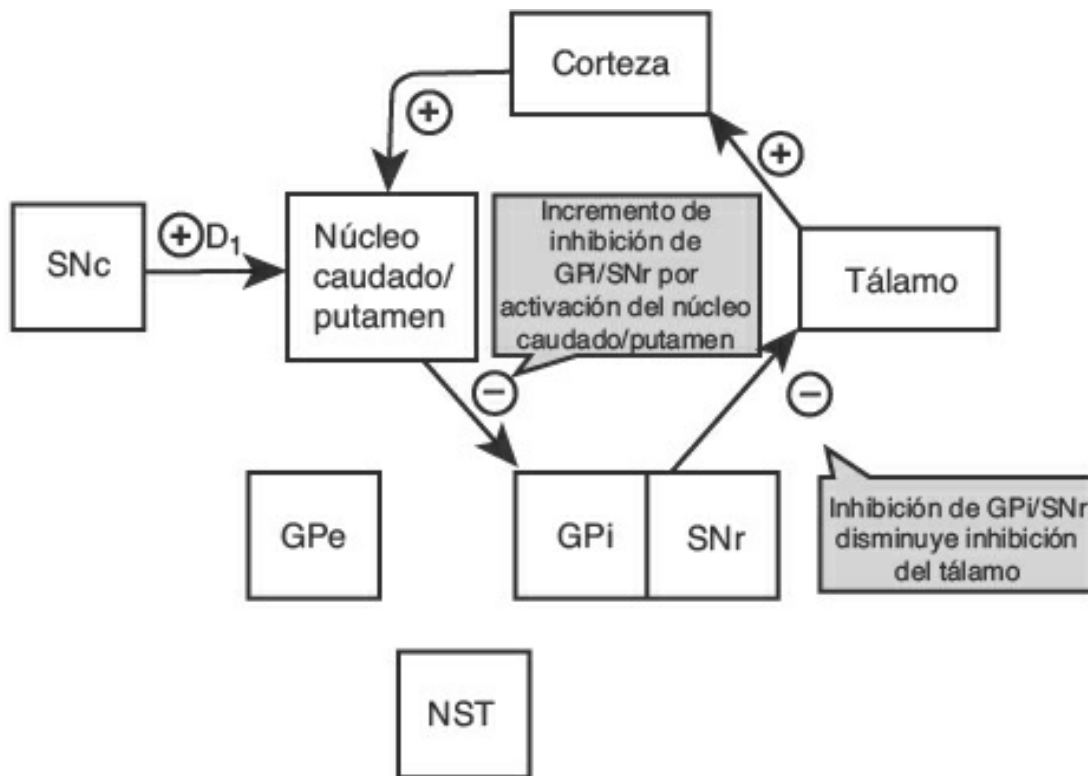 Corteza
+
+
SNc
+D₁
Núcleo
caudado/
putamen
Incremento de
inhibición de
GPi/SNr por
activación del núcleo
caudado/putamen
Tálamo
−
−
GPe
GPi
SNr
Inhibición de GPi/SNr
disminuye inhibición
del tálamo
NST